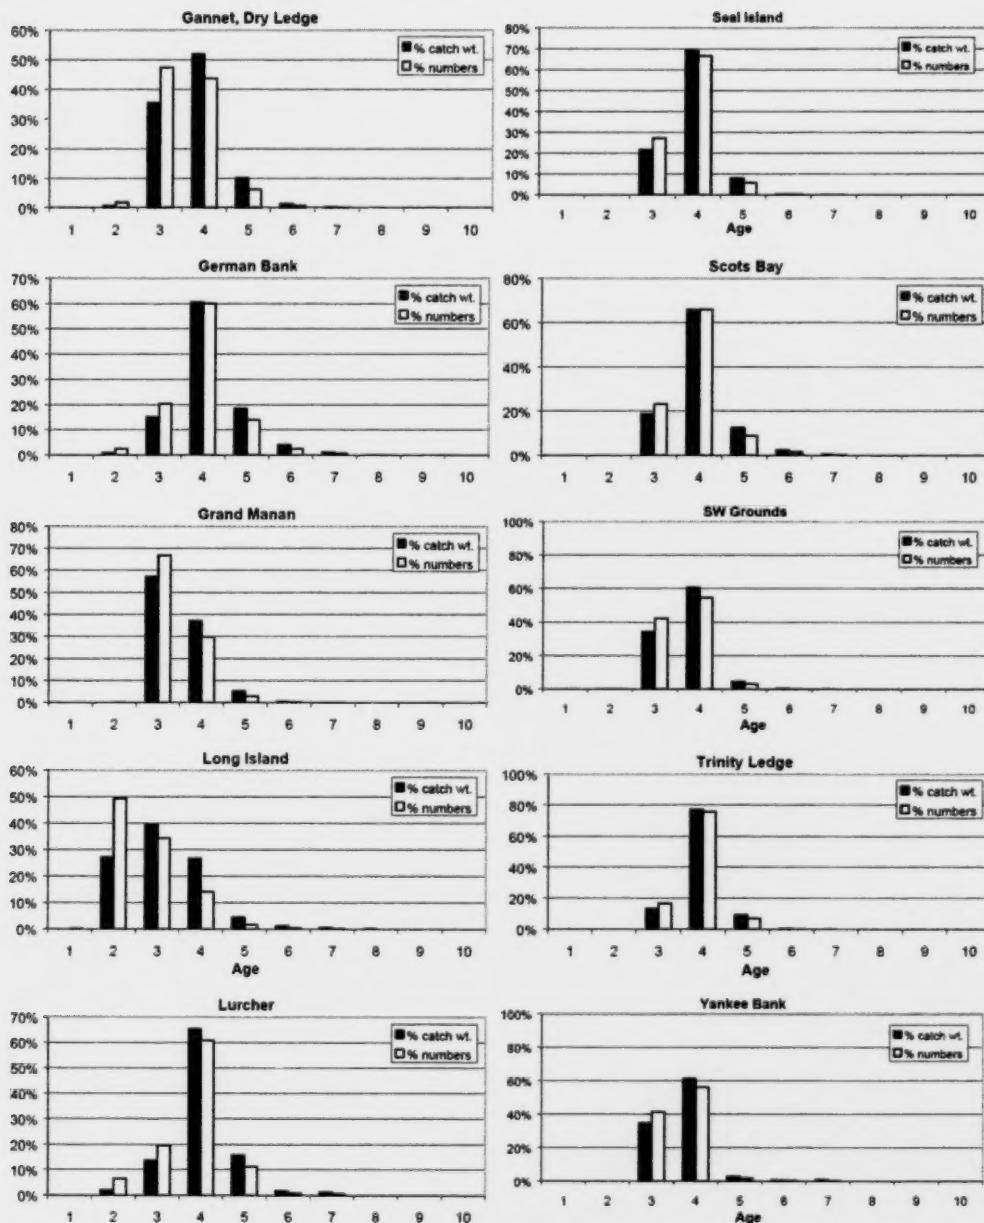 Gannet, Dry Ledge
60%
50%
40%
30%
20%
10%
0%
% catch wt.
% numbers
1 2 3 4 5 6 7 8 9 10
Seal Island
80%
70%
60%
50%
40%
30%
20%
10%
0%
% catch wt.
% numbers
1 2 3 4 5 6 7 8 9 10
Age
German Bank
70%
60%
50%
40%
30%
20%
10%
0%
% catch wt.
% numbers
1 2 3 4 5 6 7 8 9 10
Scots Bay
80%
60%
40%
20%
0%
% catch wt.
% numbers
1 2 3 4 5 6 7 8 9 10
Grand Manan
80%
70%
60%
50%
40%
30%
20%
10%
0%
% catch wt.
% numbers
1 2 3 4 5 6 7 8 9 10
SW Grounds
100%
80%
60%
40%
20%
0%
% catch wt.
% numbers
1 2 3 4 5 6 7 8 9 10
Age
Long Island
60%
50%
40%
30%
20%
10%
0%
% catch wt.
% numbers
1 2 3 4 5 6 7 8 9 10
Age
Trinity Ledge
100%
80%
60%
40%
20%
0%
% catch wt.
% numbers
1 2 3 4 5 6 7 8 9 10
Age
Lurcher
70%
60%
50%
40%
30%
20%
10%
0%
% catch wt.
% numbers
1 2 3 4 5 6 7 8 9 10
Yankee Bank
100%
80%
60%
40%
20%
0%
% catch wt.
% numbers
1 2 3 4 5 6 7 8 9 10
Age